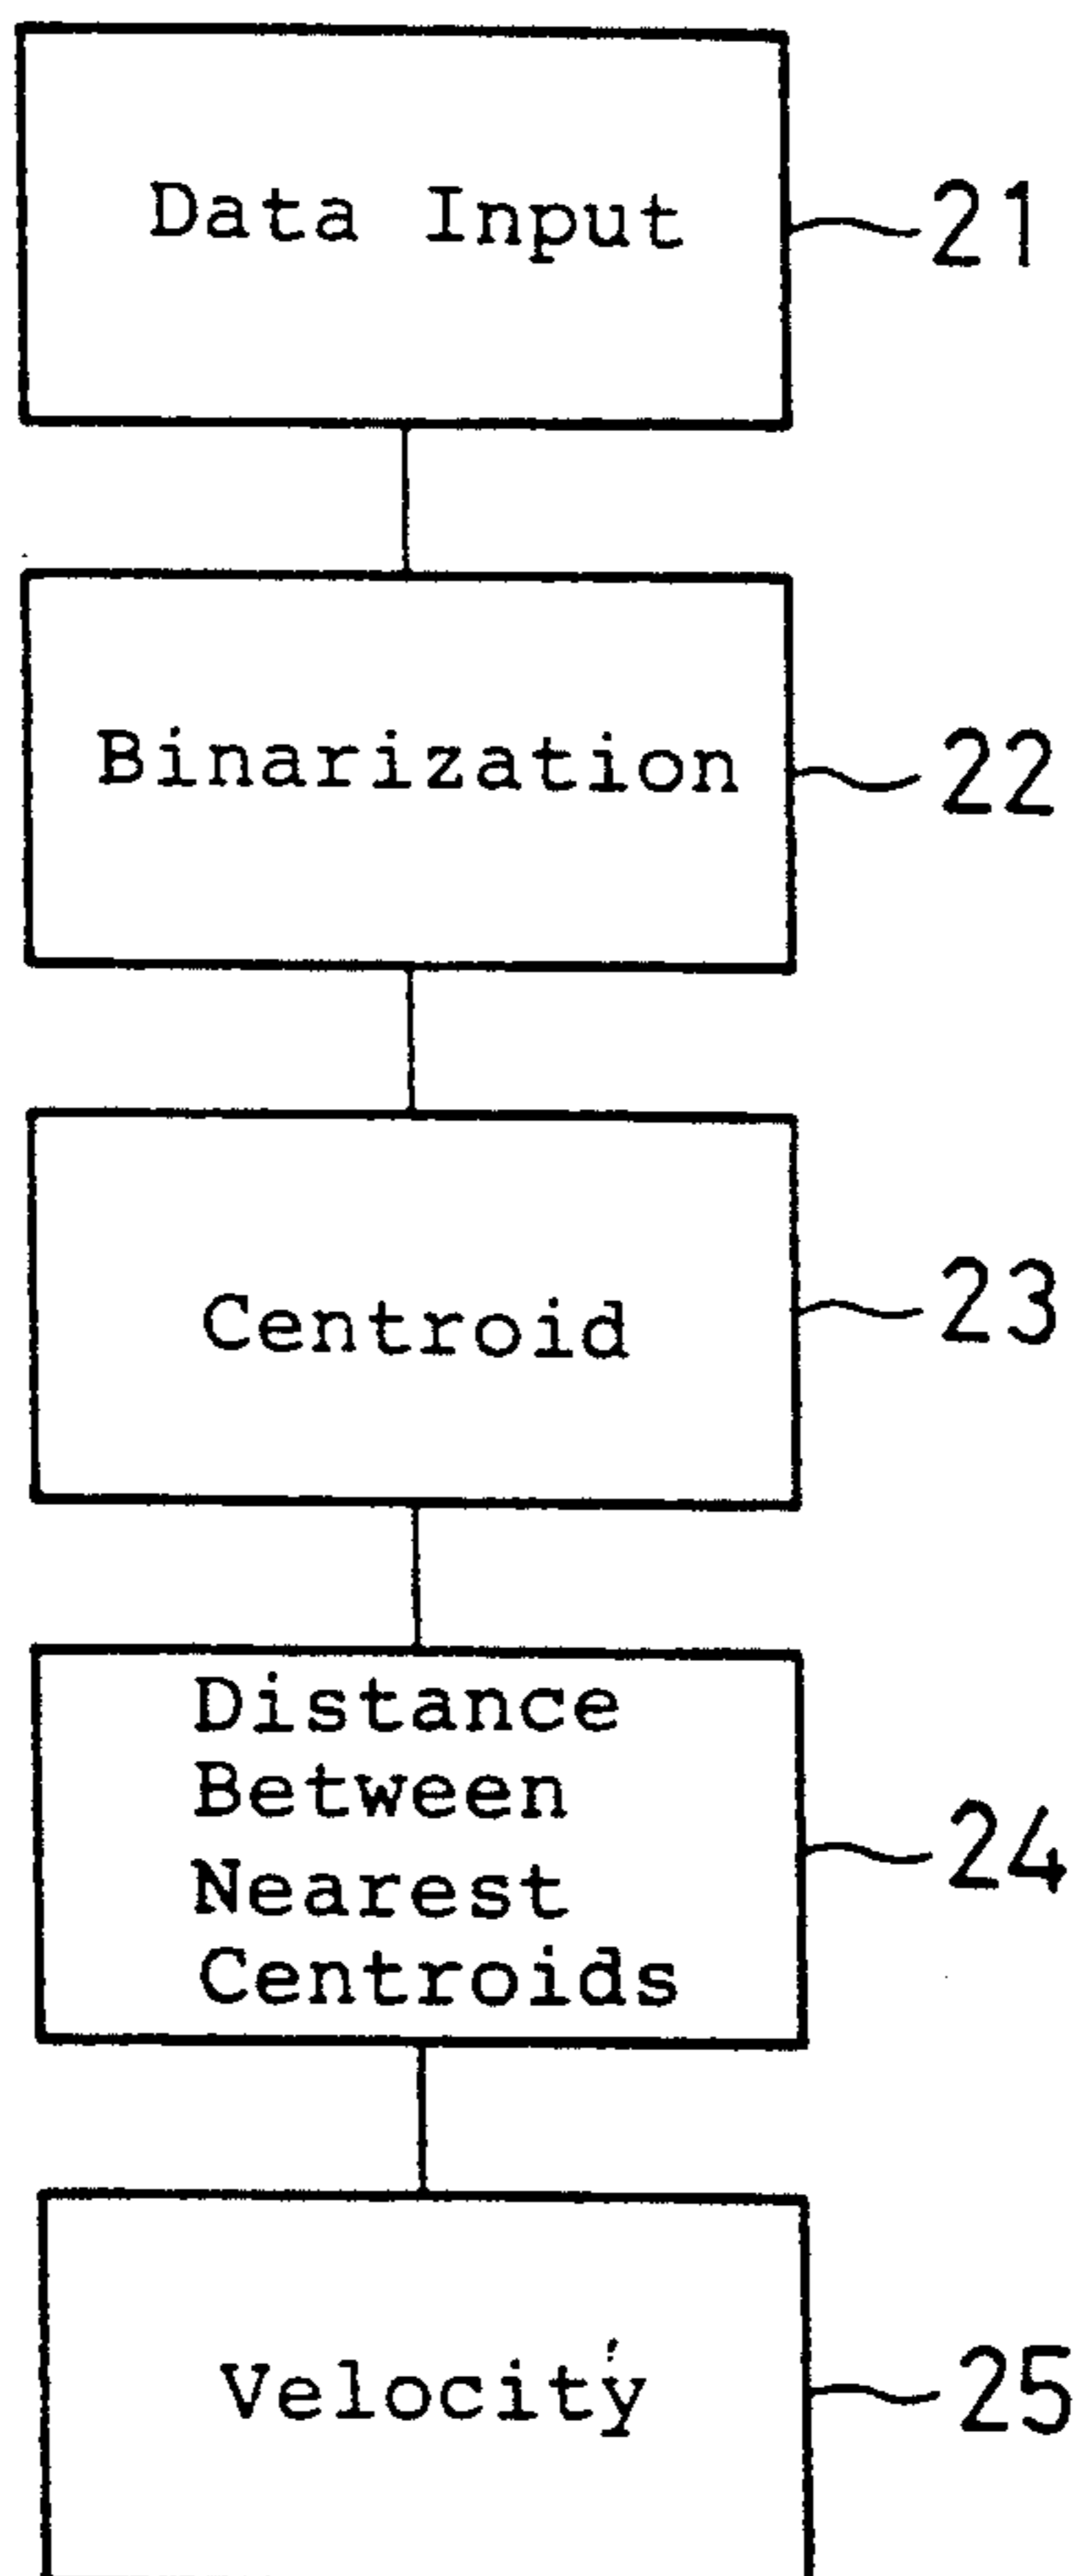 Data Input
21
Binarization
22
Centroid
23
Distance
Between
Nearest
Centroids
24
Velocity
25